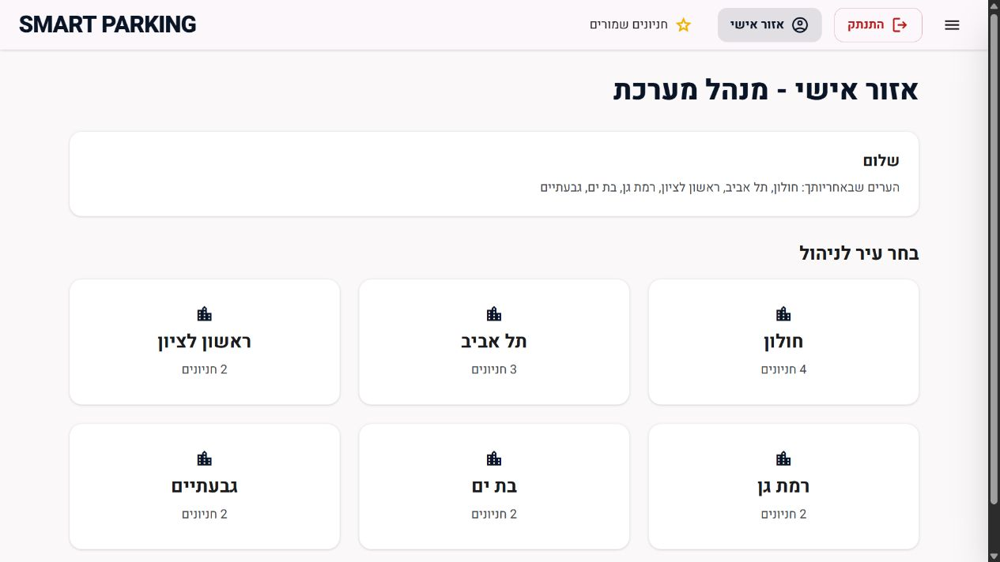 התנתק
אזור אישי
חניונים שמורים
SMART PARKING
אזור אישי - מנהל מערכת
שלום
הערים שבאחריותך: חולון, תל אביב, ראשון לציון, רמת גן, בת ים, גבעתיים
בחר עיר לניהול
חולון
4 חניונים
תל אביב
3 חניונים
ראשון לציון
2 חניונים
רמת גן
2 חניונים
בת ים
2 חניונים
גבעתיים
2 חניונים